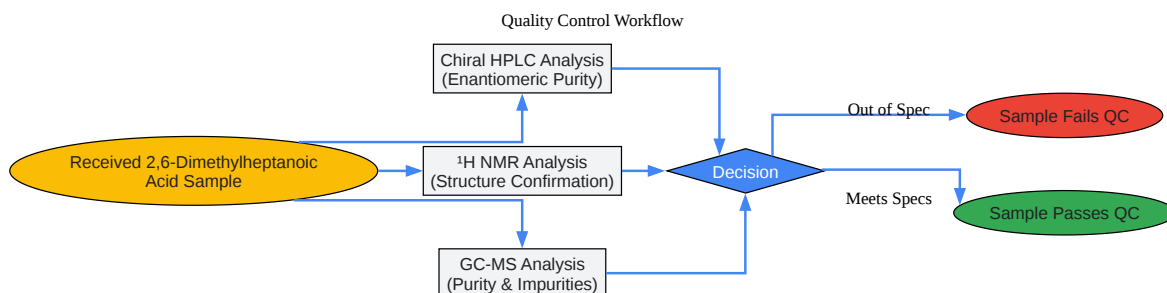 Quality Control Workflow
Chiral HPLC Analysis
(Enantiomeric Purity)
Out of Spec
Sample Fails QC
Received 2,6-Dimethylheptanoic
Acid Sample
¹H NMR Analysis
(Structure Confirmation)
Decision
Meets Specs
Sample Passes QC
GC-MS Analysis
(Purity & Impurities)